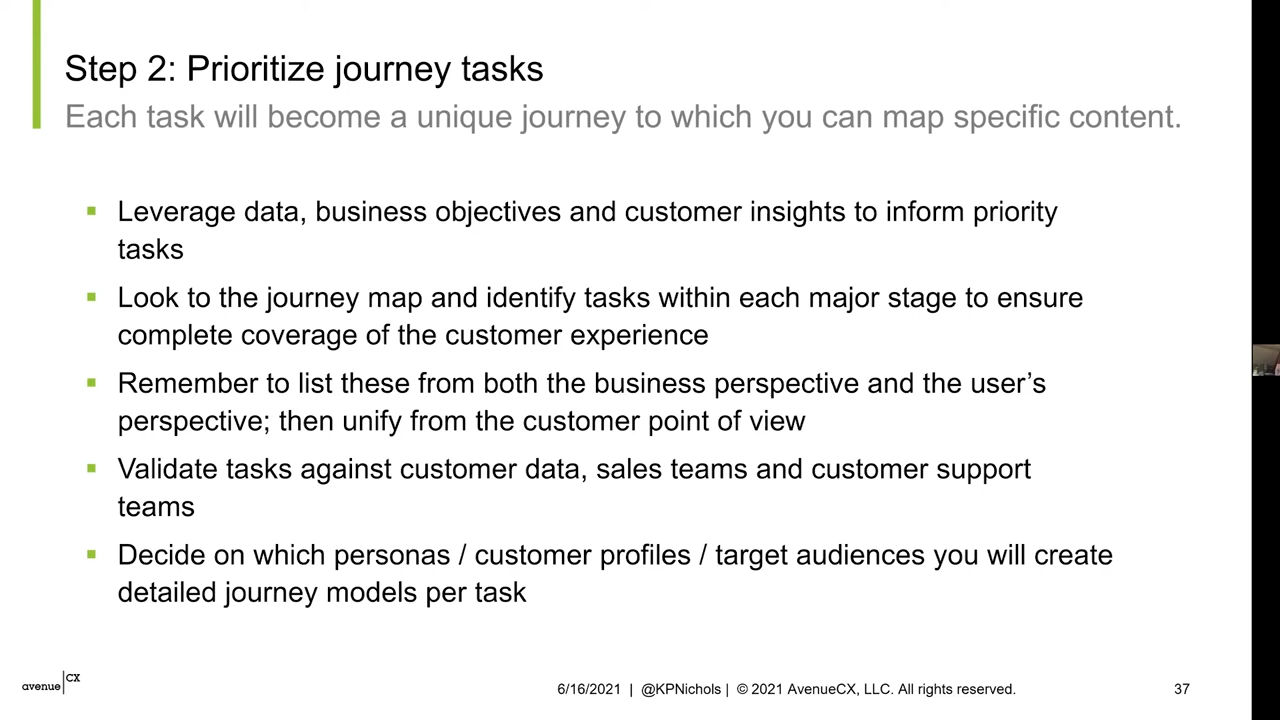 Step 2: Prioritize journey tasks
Each task will become a unique journey to which you can map specific content.
▪ Leverage data, business objectives and customer insights to inform priority
tasks
▪ Look to the journey map and identify tasks within each major stage to ensure
complete coverage of the customer experience
▪ Remember to list these from both the business perspective and the user’s
perspective; then unify from the customer point of view
▪ Validate tasks against customer data, sales teams and customer support
teams
▪ Decide on which personas / customer profiles / target audiences you will create
detailed journey models per task
avenue|CX
6/16/2021 | @KPNichols | © 2021 AvenueCX, LLC. All rights reserved.
37